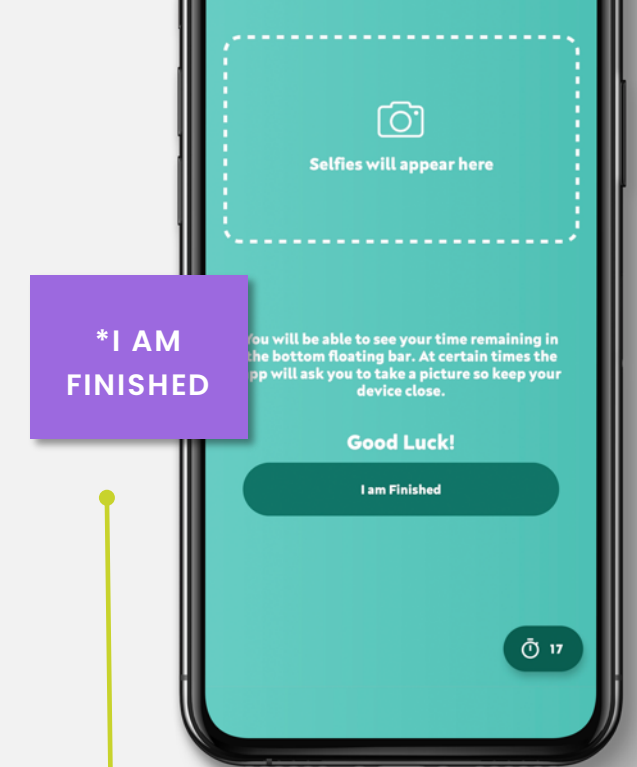 Selfies will appear here
*I AM
FINISHED
will be able to see your time remaining in
the bottom floating bar. At certain times the
will ask you to take a picture so keep your
device close.
Good Luck!
I am Finished
17